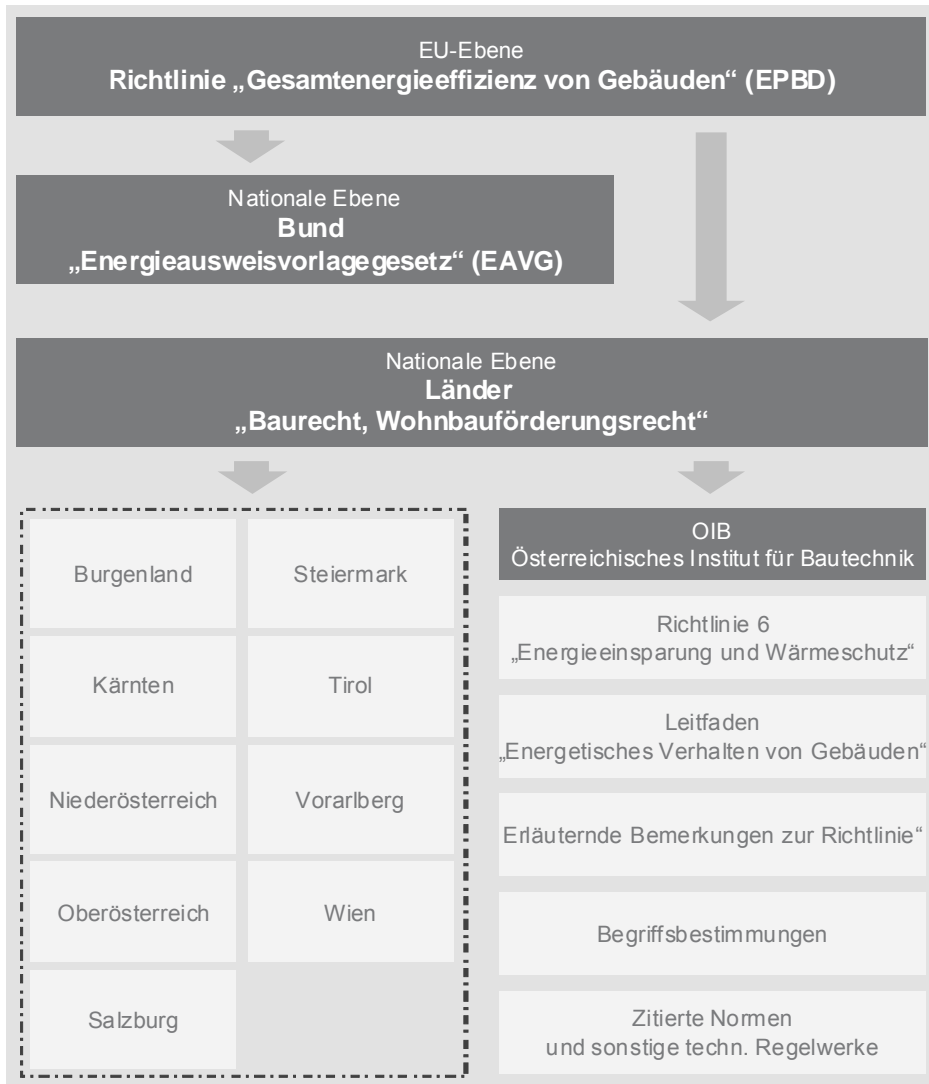 EU-Ebene
Richtlinie „Gesamtenergieeffizienz von Gebäuden“ (EPBD)
Nationale Ebene
Bund
„Energieausweisvorlagegesetz“ (EAVG)
Nationale Ebene
Länder
„Baurecht, Wohnbauförderungsrecht“
Burgenland
Steiermark
Kärnten
Tirol
Niederösterreich
Vorarlberg
Oberösterreich
Wien
Salzburg
OIB
Österreichisches Institut für Bautechnik
Richtlinie 6
„Energieeinsparung und Wärmeschutz“
Leitfaden
„Energetisches Verhalten von Gebäuden“
Erläuternde Bemerkungen zur Richtlinie“
Begriffsbestimmungen
Zitierte Normen
und sonstige techn. Regelwerke